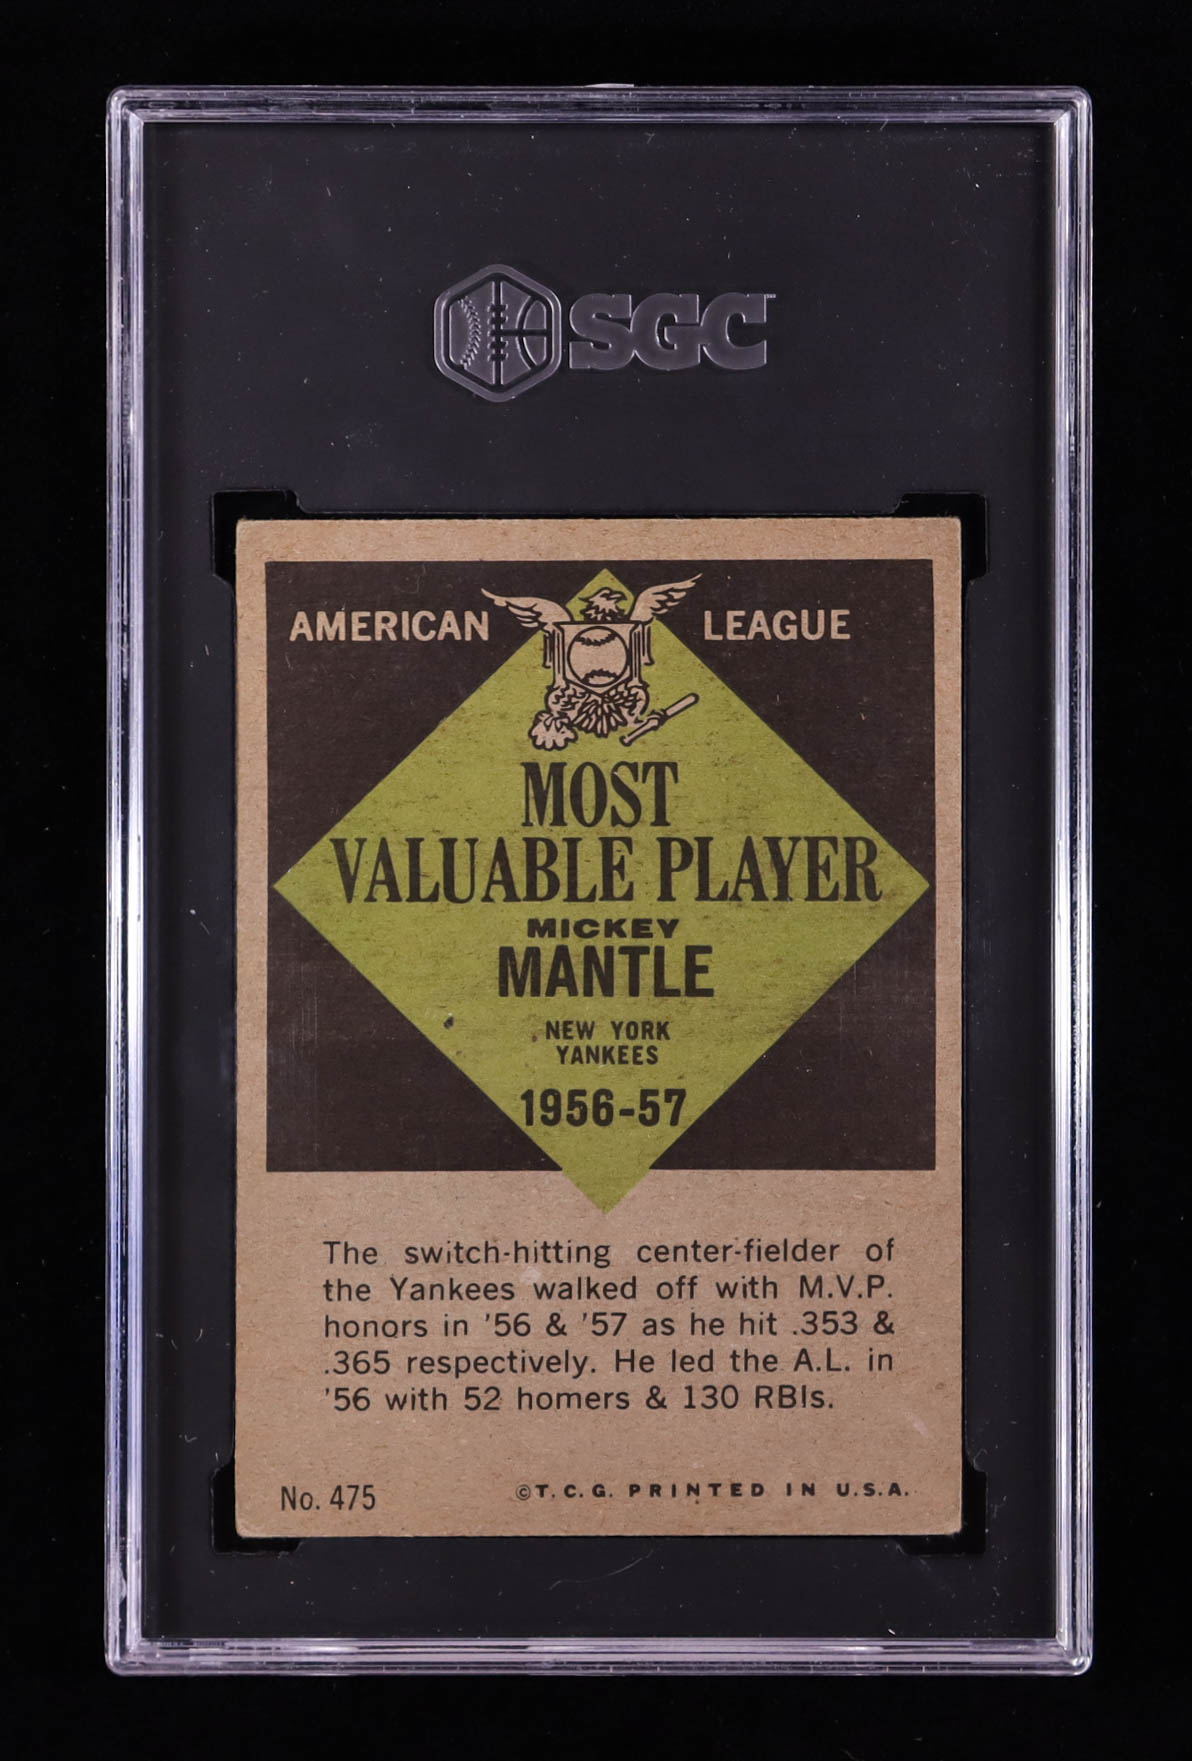 SGC
AMERICAN LEAGUE
MOST
VALUABLE PLAYER
MICKEY
MANTLE
NEW YORK
YANKEES
1956-57
The switch-hitting center-fielder of
the Yankees walked off with M.V.P.
honors in '56 & '57 as he hit .353 &
.365 respectively. He led the A.L. in
'56 with 52 homers & 130 RBIs.
No. 475 ©T.C.G. PRINTED IN U.S.A.